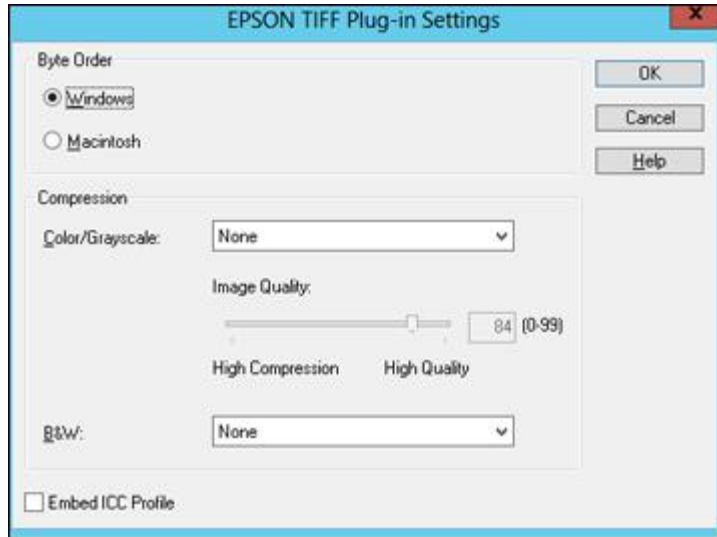 EPSON TIFF Plug-in Settings
x
Byte Order
Windows
Macintosh
OK
Cancel
Help
Compression
Color/Grayscale:
None
Image Quality:
84 (0-99)
High Compression High Quality
B&W:
None
Embed ICC Profile